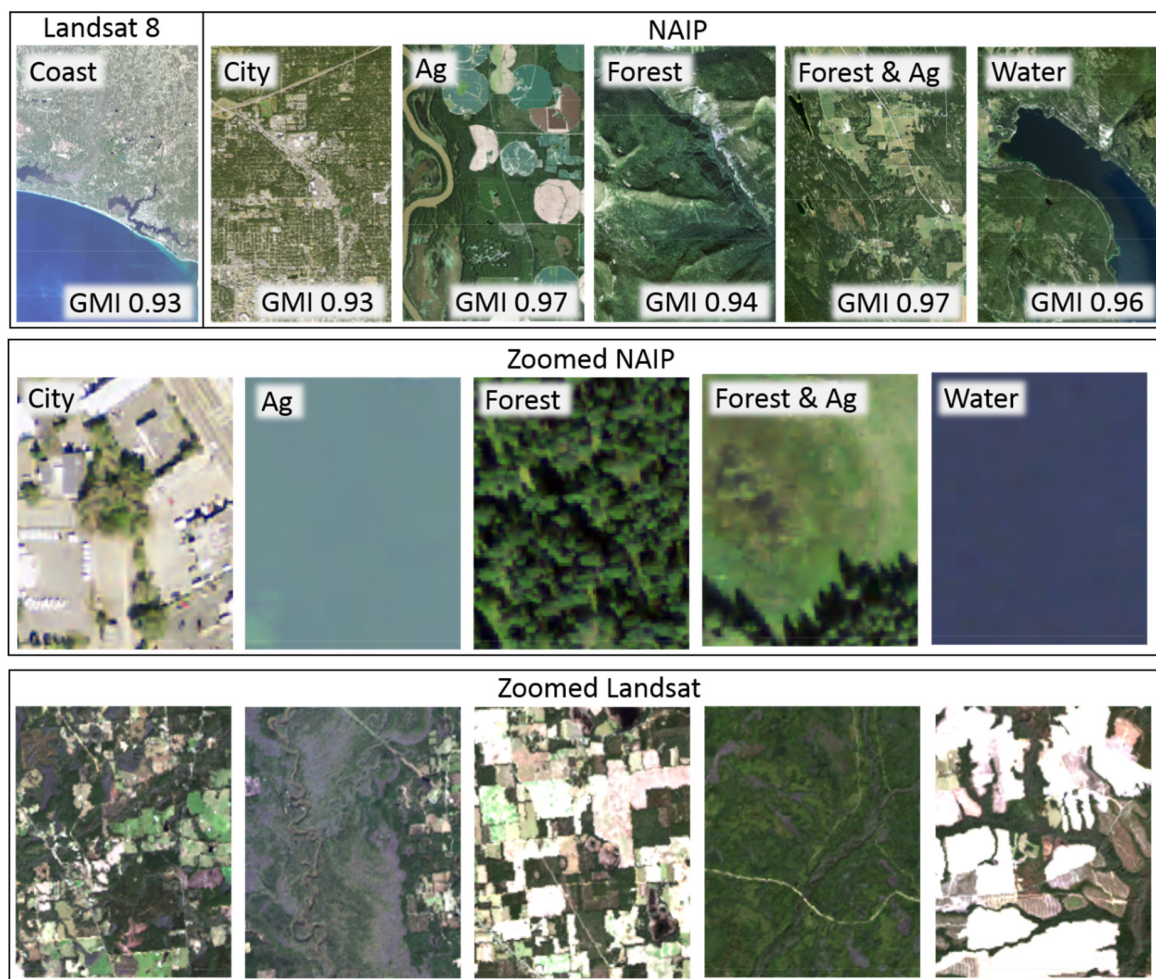 Landsat 8
NAIP
Coast
City
Ag
Forest
Forest & Ag
Water
GMI 0.93
GMI 0.93
GMI 0.97
GMI 0.94
GMI 0.97
GMI 0.96
Zoomed NAIP
City
Ag
Forest
Forest & Ag
Water
Zoomed Landsat